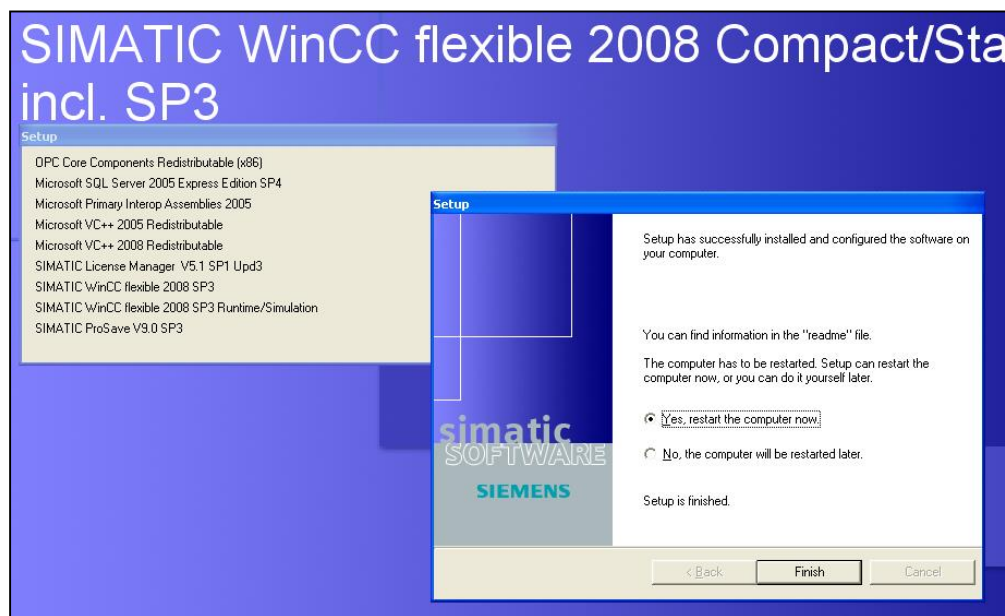 SIMATIC WinCC flexible 2008 Compact/Sta
incl. SP3
Setup
OPC Core Components Redistributable (x86)
Microsoft SQL Server 2005 Express Edition SP4
Microsoft Primary Interop Assemblies 2005
Microsoft VC++ 2005 Redistributable
Microsoft VC++ 2008 Redistributable
SIMATIC License Manager V5.1 SP1 Upd3
SIMATIC WinCC flexible 2008 SP3
SIMATIC WinCC flexible 2008 SP3 Runtime/Simulation
SIMATIC ProSave V9.0 SP3
Setup
Setup has successfully installed and configured the software on
your computer.
You can find information in the "readme" file.
The computer has to be restarted. Setup can restart the
computer now, or you can do it yourself later.
Yes, restart the computer now.
No, the computer will be restarted later.
Setup is finished.
simatic
SOFTWARE
SIEMENS
< Back
Finish
Cancel